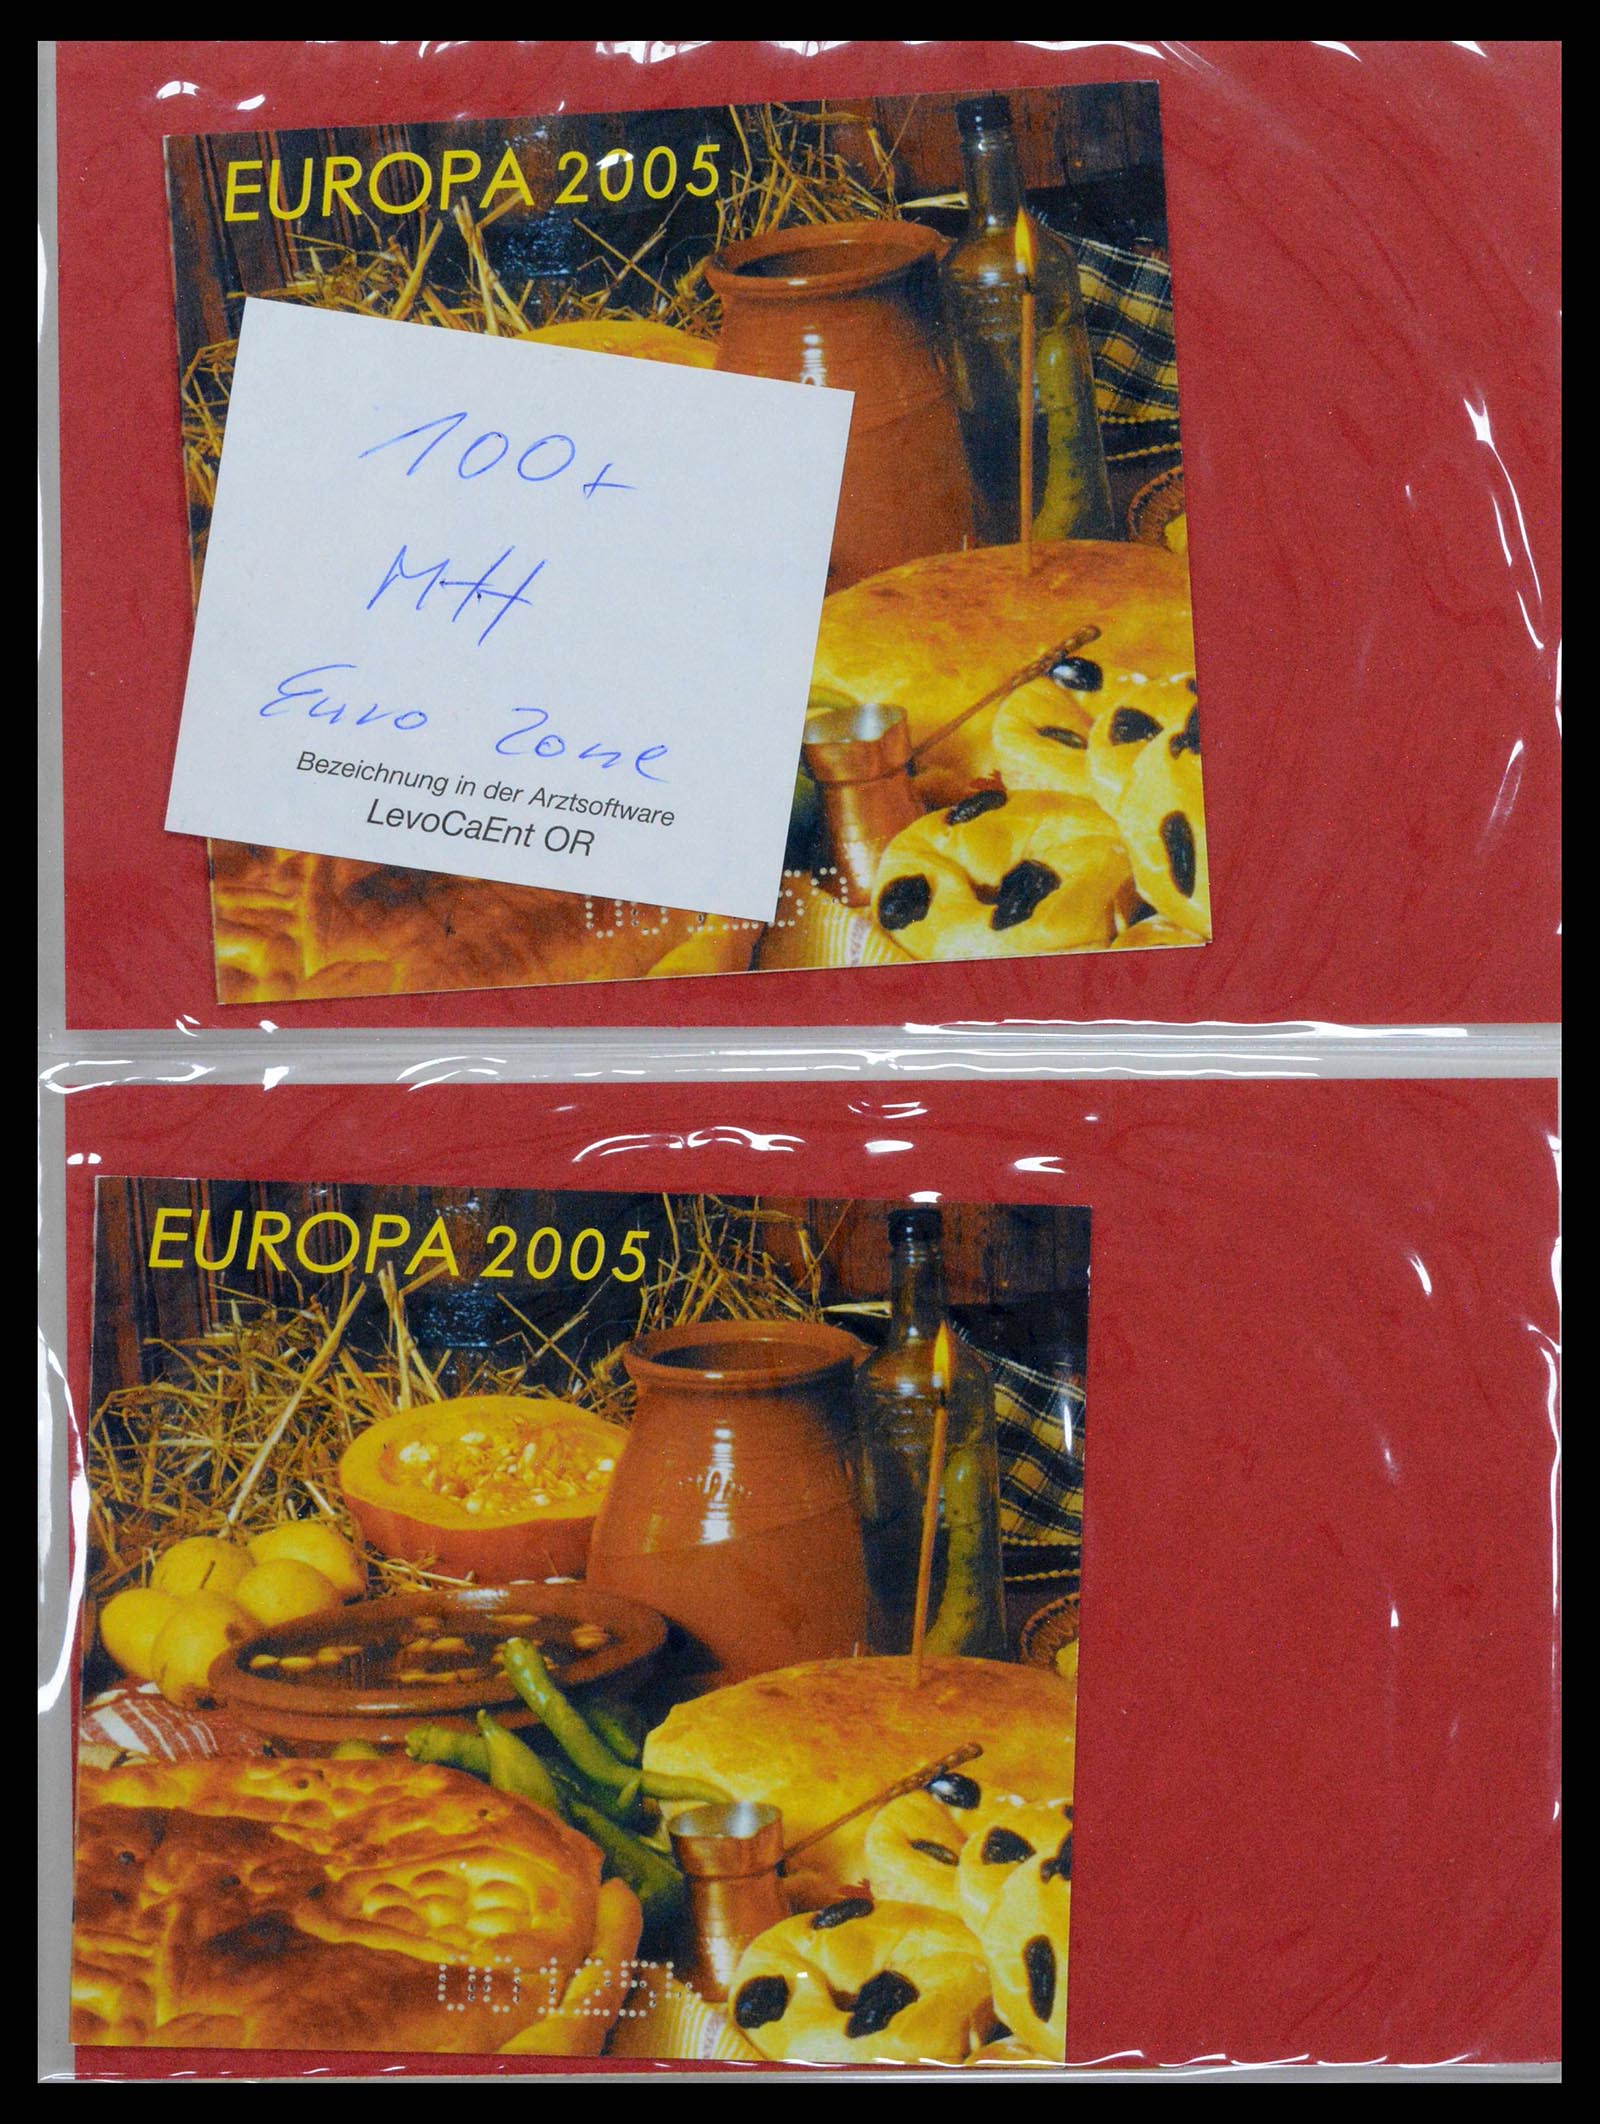 EUROPA 2005
100+
MH
Euro Zone
Bezeichnung in der Arztsoftware
LevoCaEnt OR
EUROPA 2005